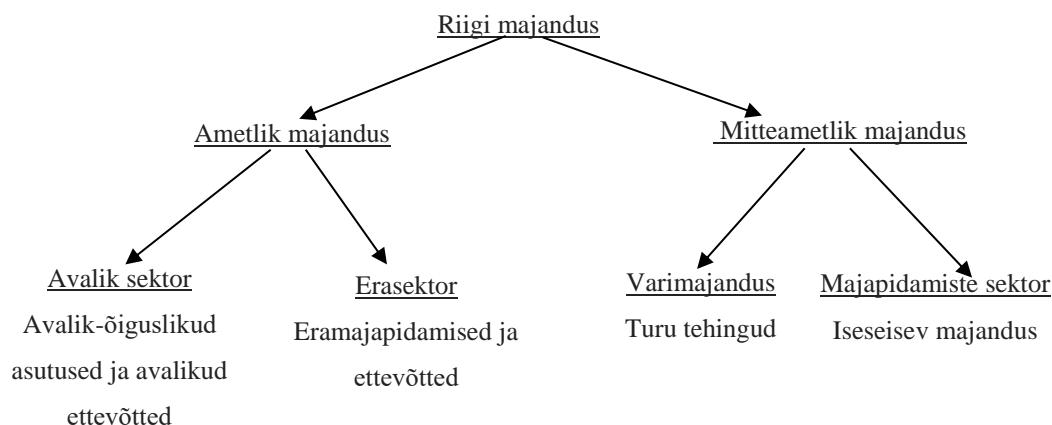 Riigi majandus
Ametlik majandus
Mitteametlik majandus
Avalik sektor
Avalik-õiguslikud
asutused ja avalikud
ettevõtted
Erasektor
Eramajapidamised ja
ettevõtted
Varimajandus
Turu tehingud
Majapidamiste sektor
Iseseisev majandus